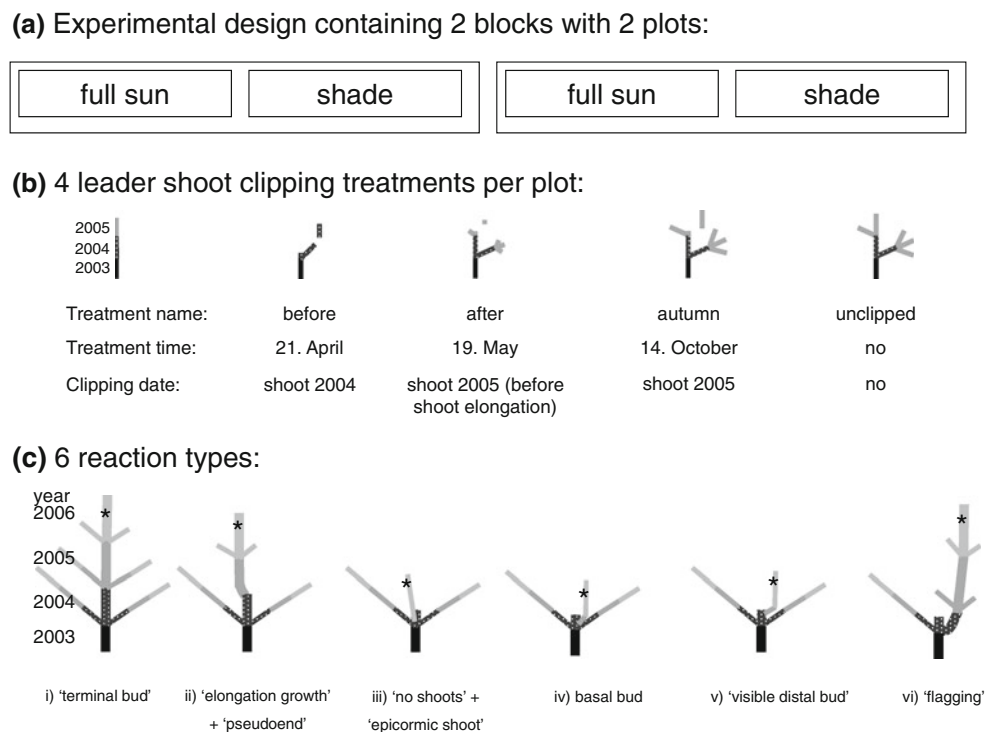 (a) Experimental design containing 2 blocks with 2 plots:
full sun shade full sun shade
(b) 4 leader shoot clipping treatments per plot:
2005
2004
2003
Treatment name: before after autumn unclipped
Treatment time: 21. April 19. May 14. October no
Clipping date: shoot 2004 shoot 2005 (before shoot 2005 no
shoot elongation)
(c) 6 reaction types:
year
2006 * * * * * *
2005
2004
2003
i) ‘terminal bud’ ii) ‘elongation growth’ iii) ‘no shoots’ + iv) basal bud v) ‘visible distal bud’ vi) ‘flagging’
+ ‘pseudoend’ ‘epicormic shoot’